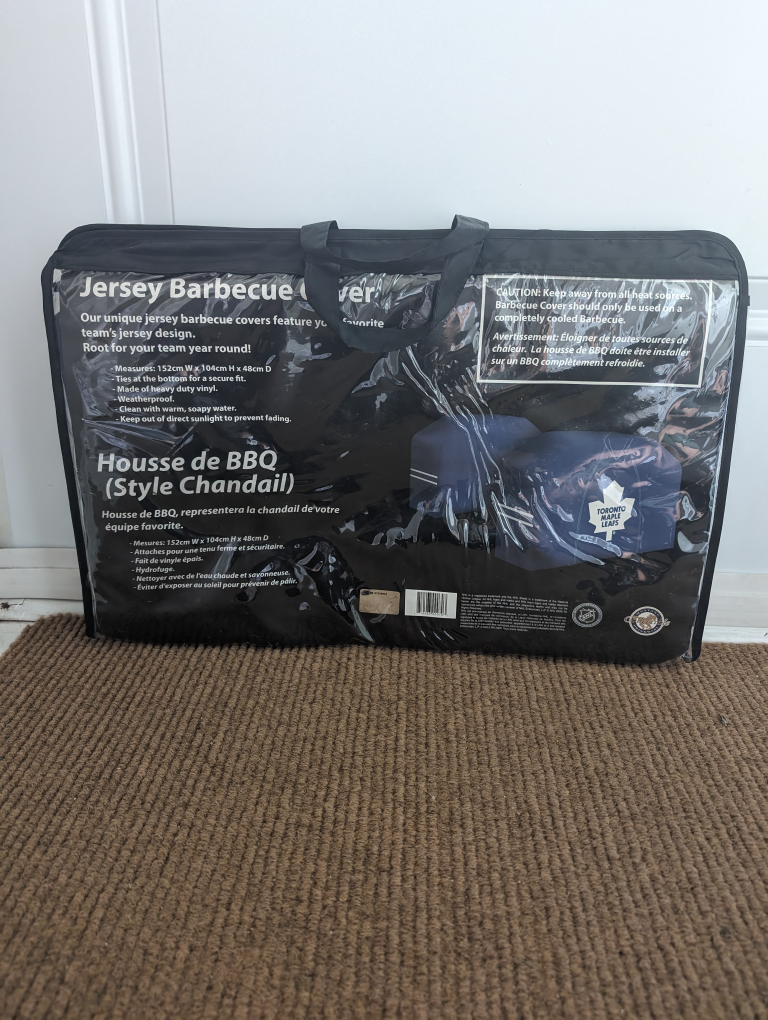 Jersey Barbecue C ver
Our unique jersey barbecue covers feature yo favorite
team's jersey design.
Root for your team year round!
- Measures: 152cm W x 104cm H x 48cm D
- Ties at the bottom for a secure fit.
- Made of heavy duty vinyl.
- Weatherproof.
- Clean with warm, soapy water.
- Keep out of direct sunlight to prevent fading.
CAUTION: Keep away from all heat sources.
Barbecue Cover should only be used on a
completely cooled Barbecue.
Avertissement: Éloigner de toutes sources de
chaleur. La housse de BBQ doite être installer
sur un BBQ complètement refroidie.
Housse de BBQ
(Style Chandail)
Housse de BBQ, représentera la chandail de votre
équipe favorite.
- Mesures: 152cm W x 104cm H x 48cm D
- Attaches pour une tenu ferme et sécuritaire.
- Fait de vinyle épais.
- Hydrofuge.
- Nettoyer avec de l'eau chaude et savonneuse.
- Éviter d'exposer au soleil pour prévenir de pâlir.
TORONTO
MAPLE
LEAFS
NHL